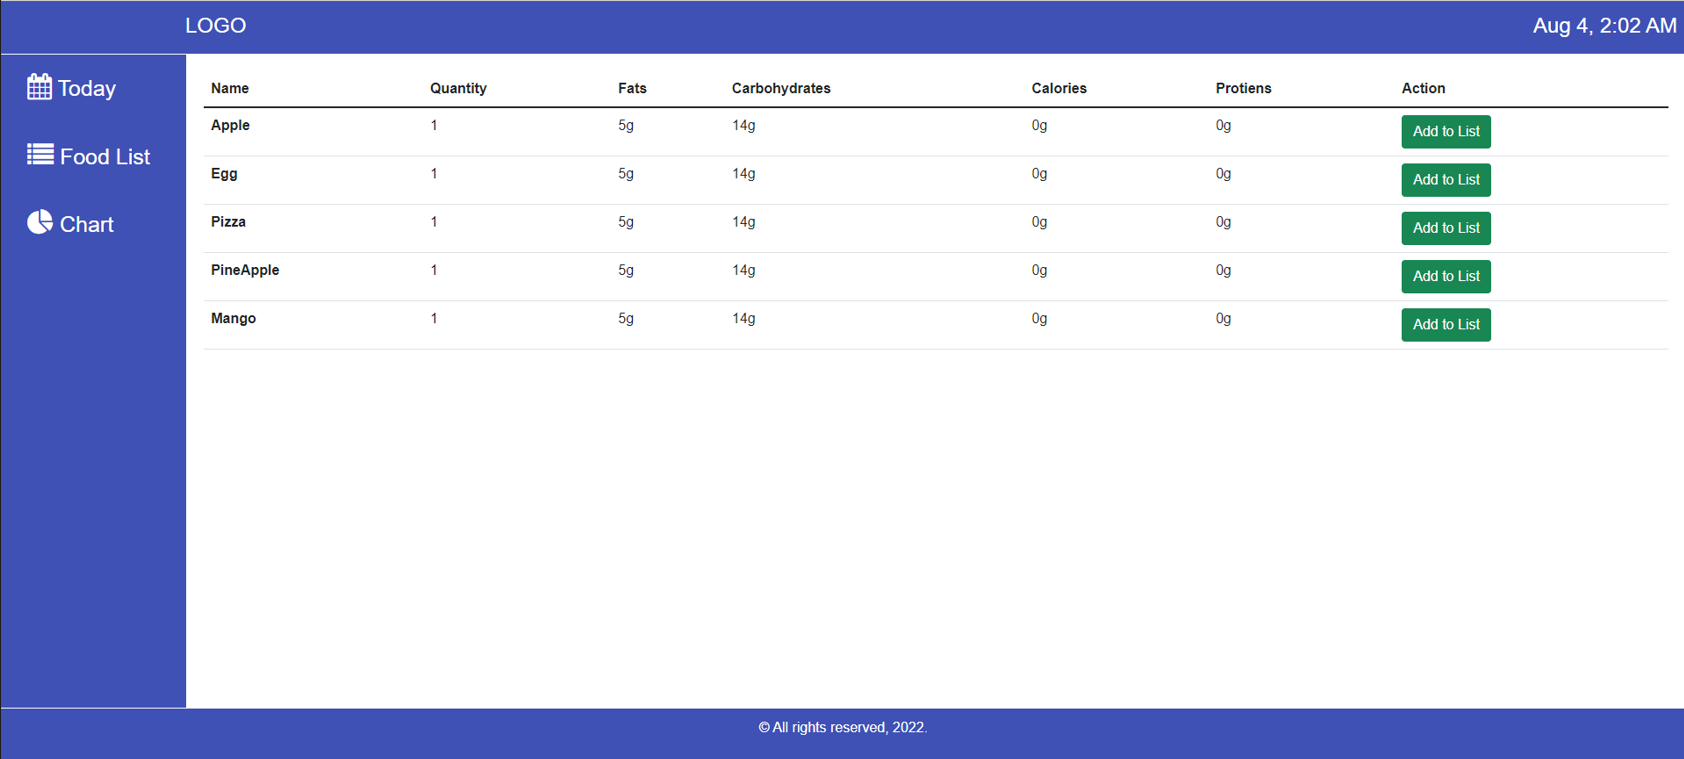 LOGO Aug 4, 2:02 AM
Today
Food List
Chart
Name Quantity Fats Carbohydrates Calories Protiens Action
Apple 1 5g 14g 0g 0g Add to List
Egg 1 5g 14g 0g 0g Add to List
Pizza 1 5g 14g 0g 0g Add to List
PineApple 1 5g 14g 0g 0g Add to List
Mango 1 5g 14g 0g 0g Add to List
© All rights reserved, 2022.